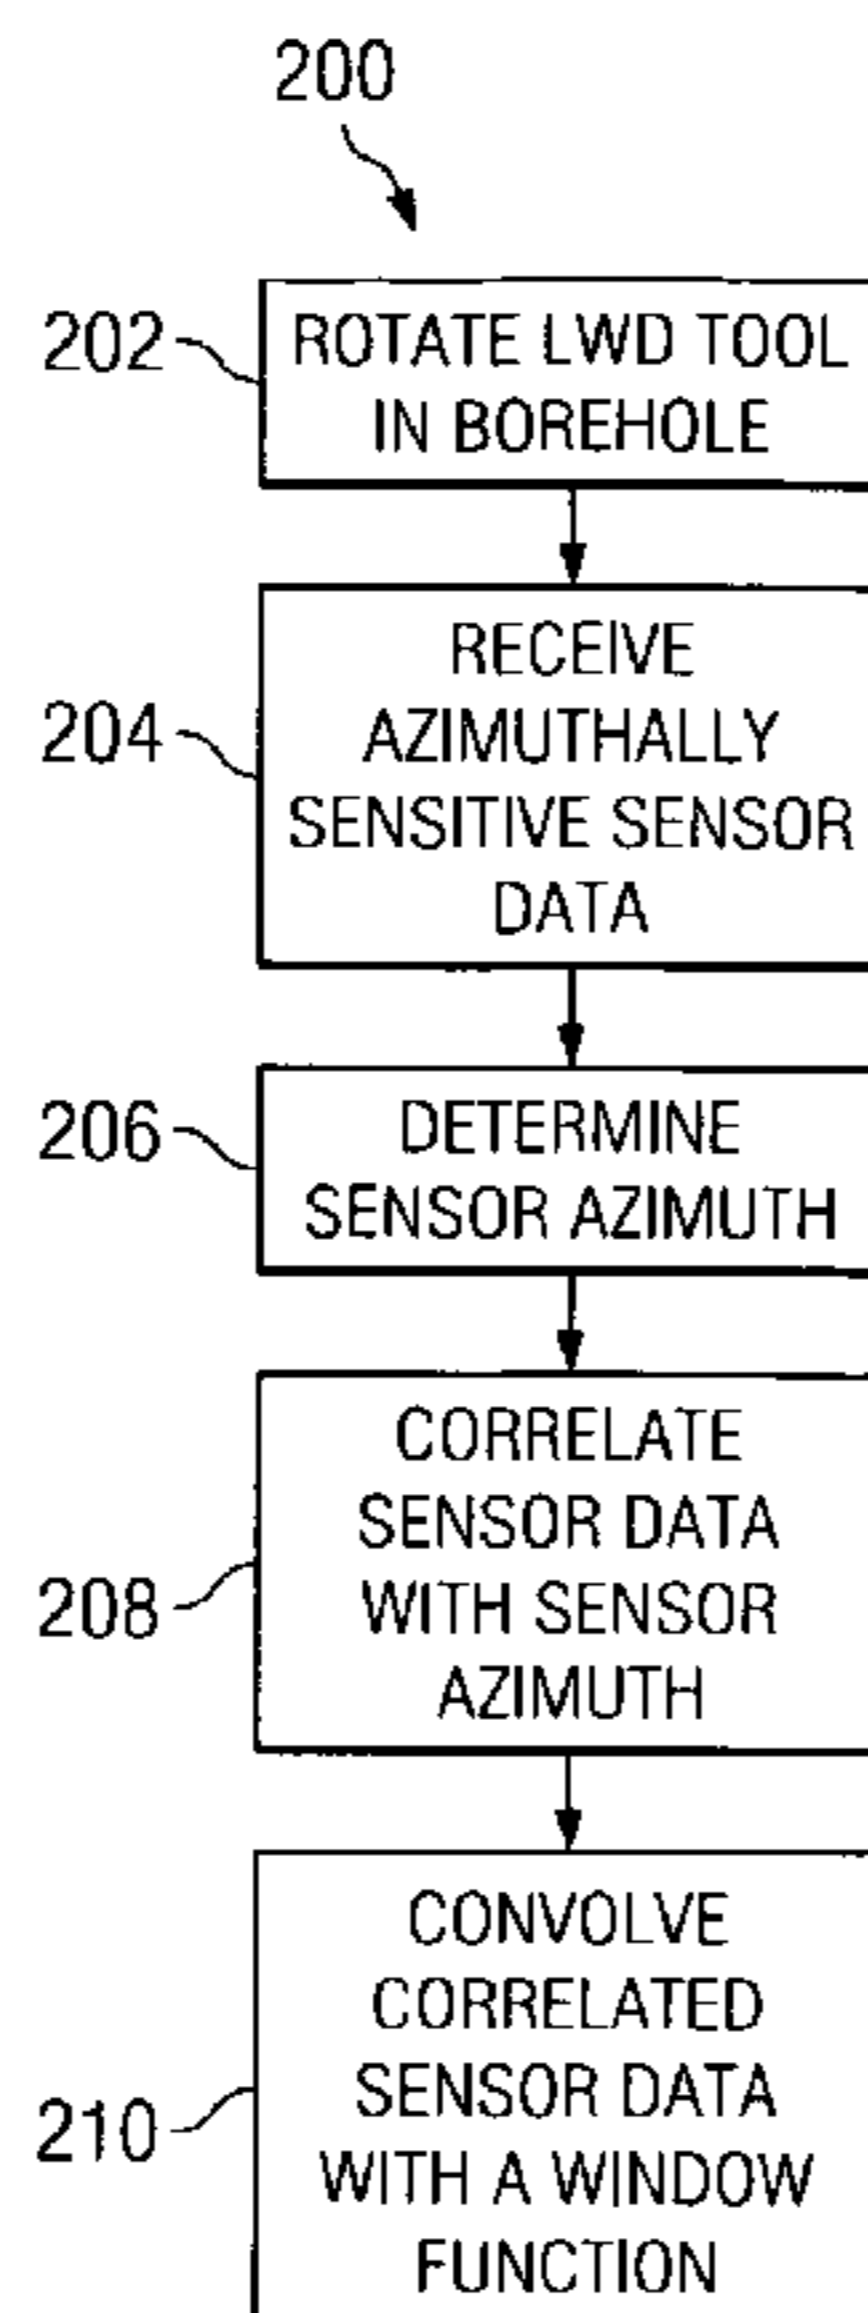 200
202
ROTATE LWD TOOL
IN BOREHOLE
204
RECEIVE
AZIMUTHALLY
SENSITIVE SENSOR
DATA
206
DETERMINE
SENSOR AZIMUTH
208
CORRELATE
SENSOR DATA
WITH SENSOR
AZIMUTH
210
CONVOLVE
CORRELATED
SENSOR DATA
WITH A WINDOW
FUNCTION